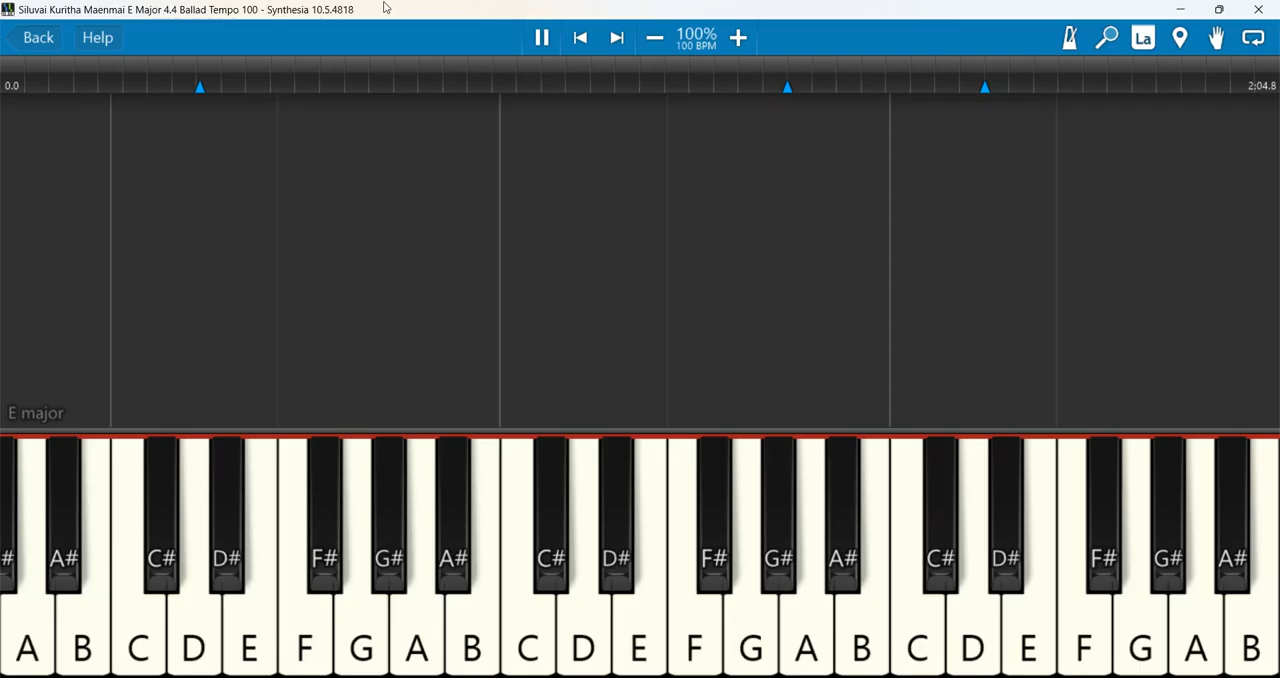 Siluvai Kuritha Maenmai E Major 4.4 Ballad Tempo 100 - Synthesia 10.5.4818
Back Help 100% La
100 BPM
0.0 2:04.8
E major
# A# C# D# F# G# A# C# D# F# G# A# C# D# F# G# A#
A B C D E F G A B C D E F G A B C D E F G A B